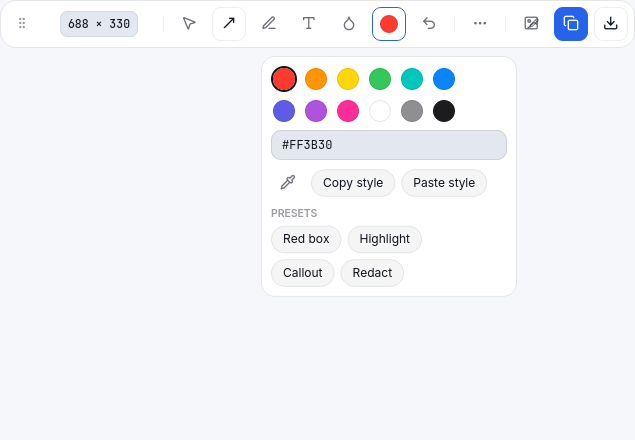 688 × 330
#FF3B30
Copy style Paste style
PRESETS
Red box Highlight
Callout Redact